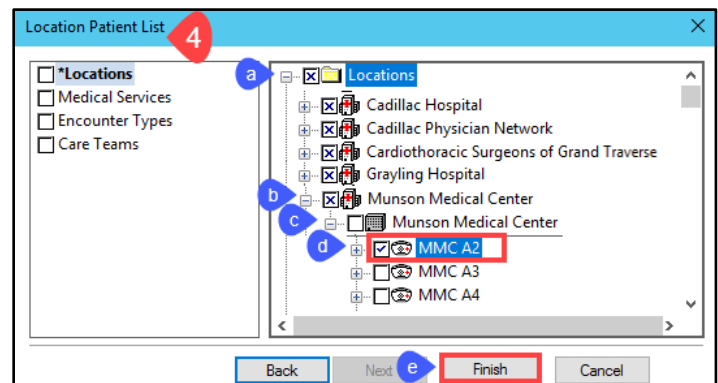 Location Patient List
4
*Locations
Medical Services
Encounter Types
Care Teams
a
Locations
Cadillac Hospital
Cadillac Physician Network
Cardiothoracic Surgeons of Grand Traverse
Grayling Hospital
b
Munson Medical Center
c
Munson Medical Center
d
MMC A2
MMC A3
MMC A4
Back
Next
e
Finish
Cancel